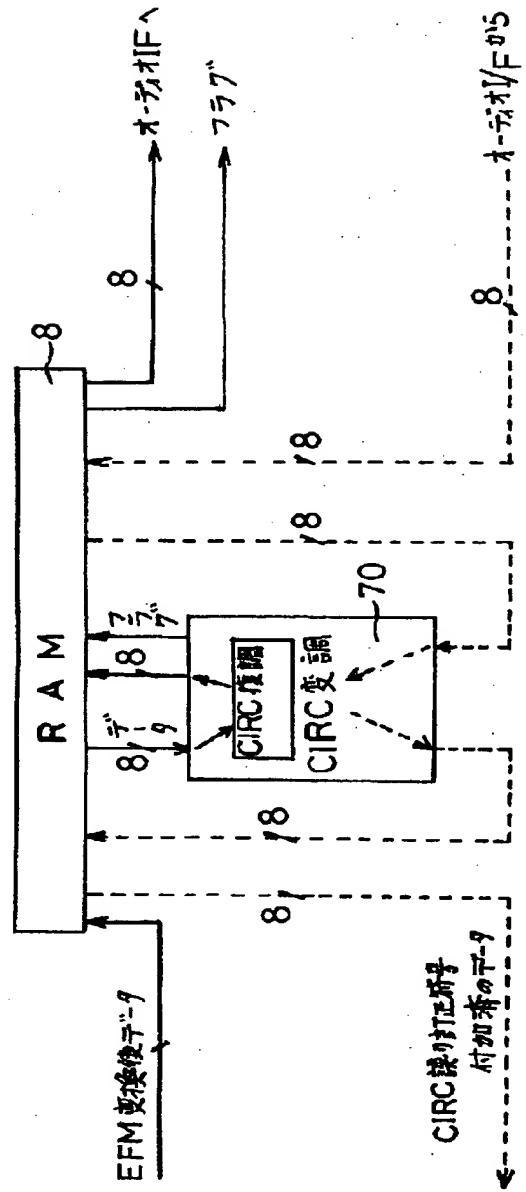 RAM
8
8
オーディオIFへ
フラグ
EFM変換後データ
8
データ
8
フラグ
8
8
8
8
CIRC復調
CIRC変調
70
CIRC誤り訂正符号
付加済のデータ
8
オーディオI/Fから